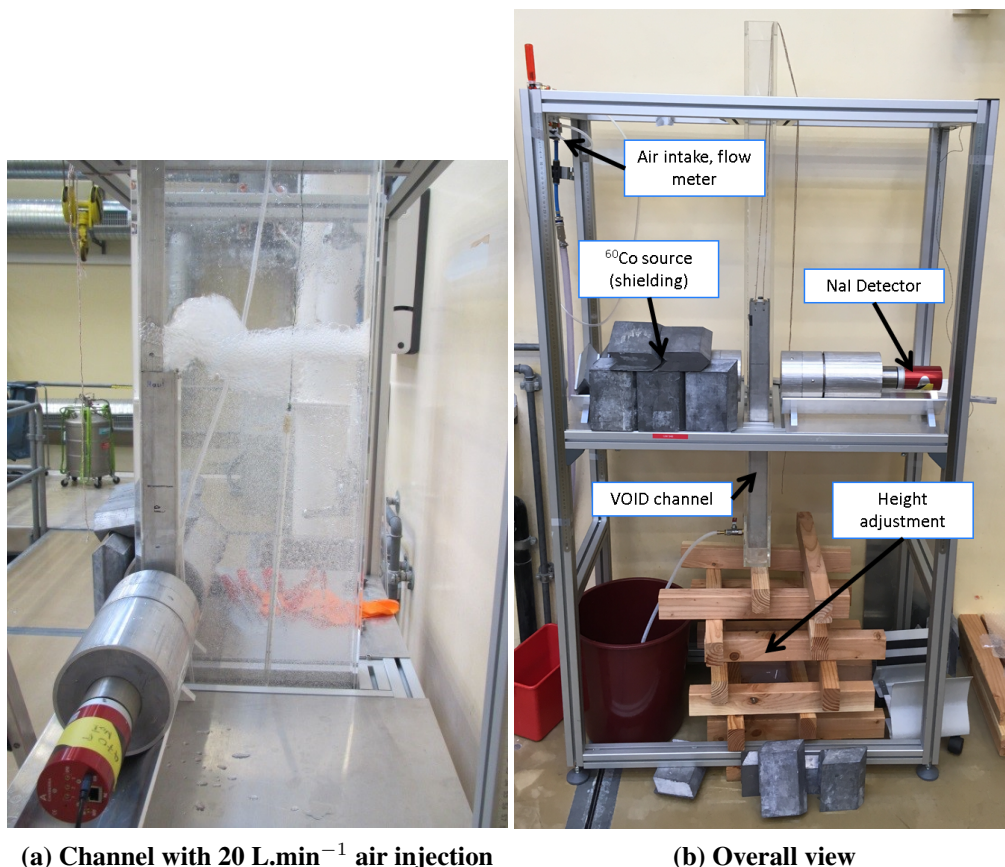 Air intake, flow
meter
⁶⁰Co source
(shielding)
NaI Detector
VOID channel
Height
adjustment
(a) Channel with 20 L.min⁻¹ air injection
(b) Overall view